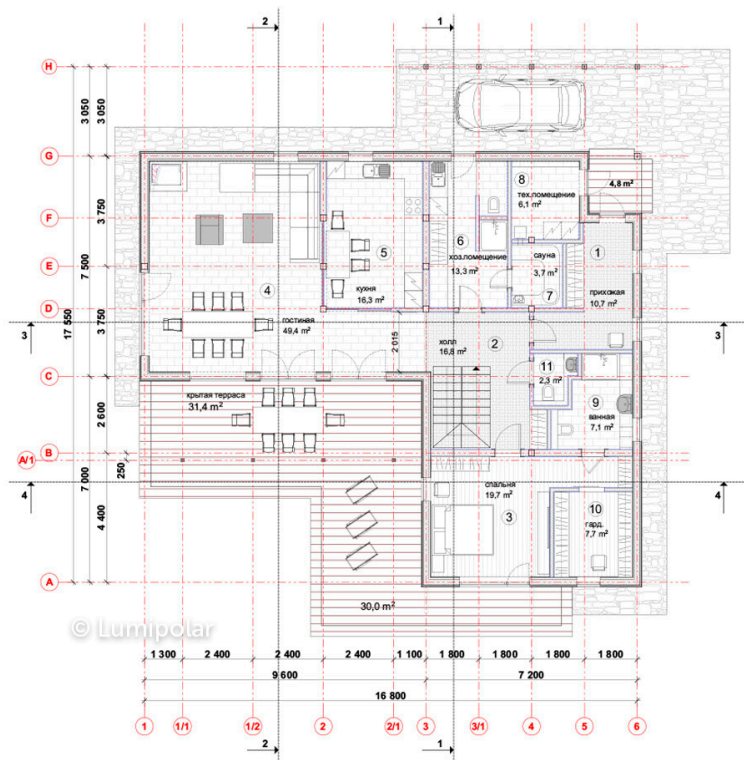 2
1
H
3 050
3 050
G
8
тех.помещение
6,1 m²
4,8 m²
F
3 750
6
хоз.помещение
13,3 m²
сауна
3,7 m²
7
1
прихожая
10,7 m²
5
кухня
16,3 m²
E
7 500
17 550
4
гостиная
49,4 m²
D
3 750
2 015
холл
16,8 m²
2
3
3
C
11
2,3 m²
9
ванная
7,1 m²
крытая терраса
31,4 m²
2 600
B
A/1
250
7 000
4
4
спальня
19,7 m²
3
10
гард.
7,7 m²
4 400
A
30,0 m²
© Lumipolar
1 300
2 400
2 400
2 400
1 100
1 800
1 800
1 800
1 800
9 600
7 200
16 800
1
1/1
1/2
2
2/1
3
3/1
4
5
6
2
1